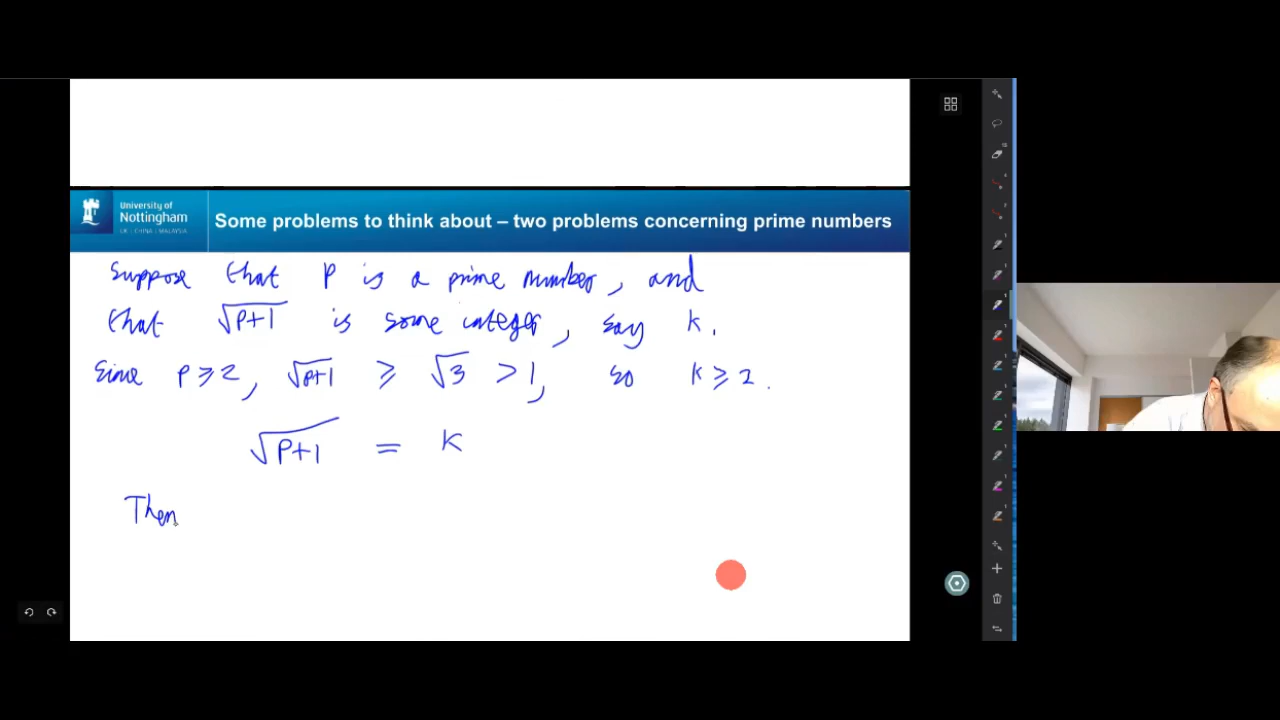 University of
Nottingham
UK | CHINA | MALAYSIA
Some problems to think about – two problems concerning prime numbers
Suppose that p is a prime number, and
that √p+1 is some integer, say k.
Since p ≥ 2, √p+1 ≥ √3 > 1, so k ≥ 2.
√p+1 = k
Then